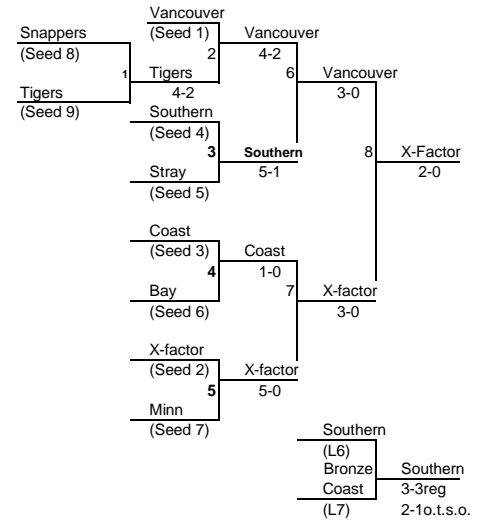 Vancouver
Snappers
(Seed 1)
Vancouver
(Seed 8)
2
4-2
1
Tigers
6
Vancouver
Tigers
4-2
3-0
(Seed 9)
Southern
(Seed 4)
3
Southern
8
X-Factor
Stray
5-1
2-0
(Seed 5)
Coast
(Seed 3)
Coast
4
1-0
Bay
7
X-factor
(Seed 6)
3-0
X-factor
(Seed 2)
X-factor
5
5-0
Minn
(Seed 7)
Southern
(L6)
Bronze
Southern
Coast
3-3reg
(L7)
2-1o.t.s.o.